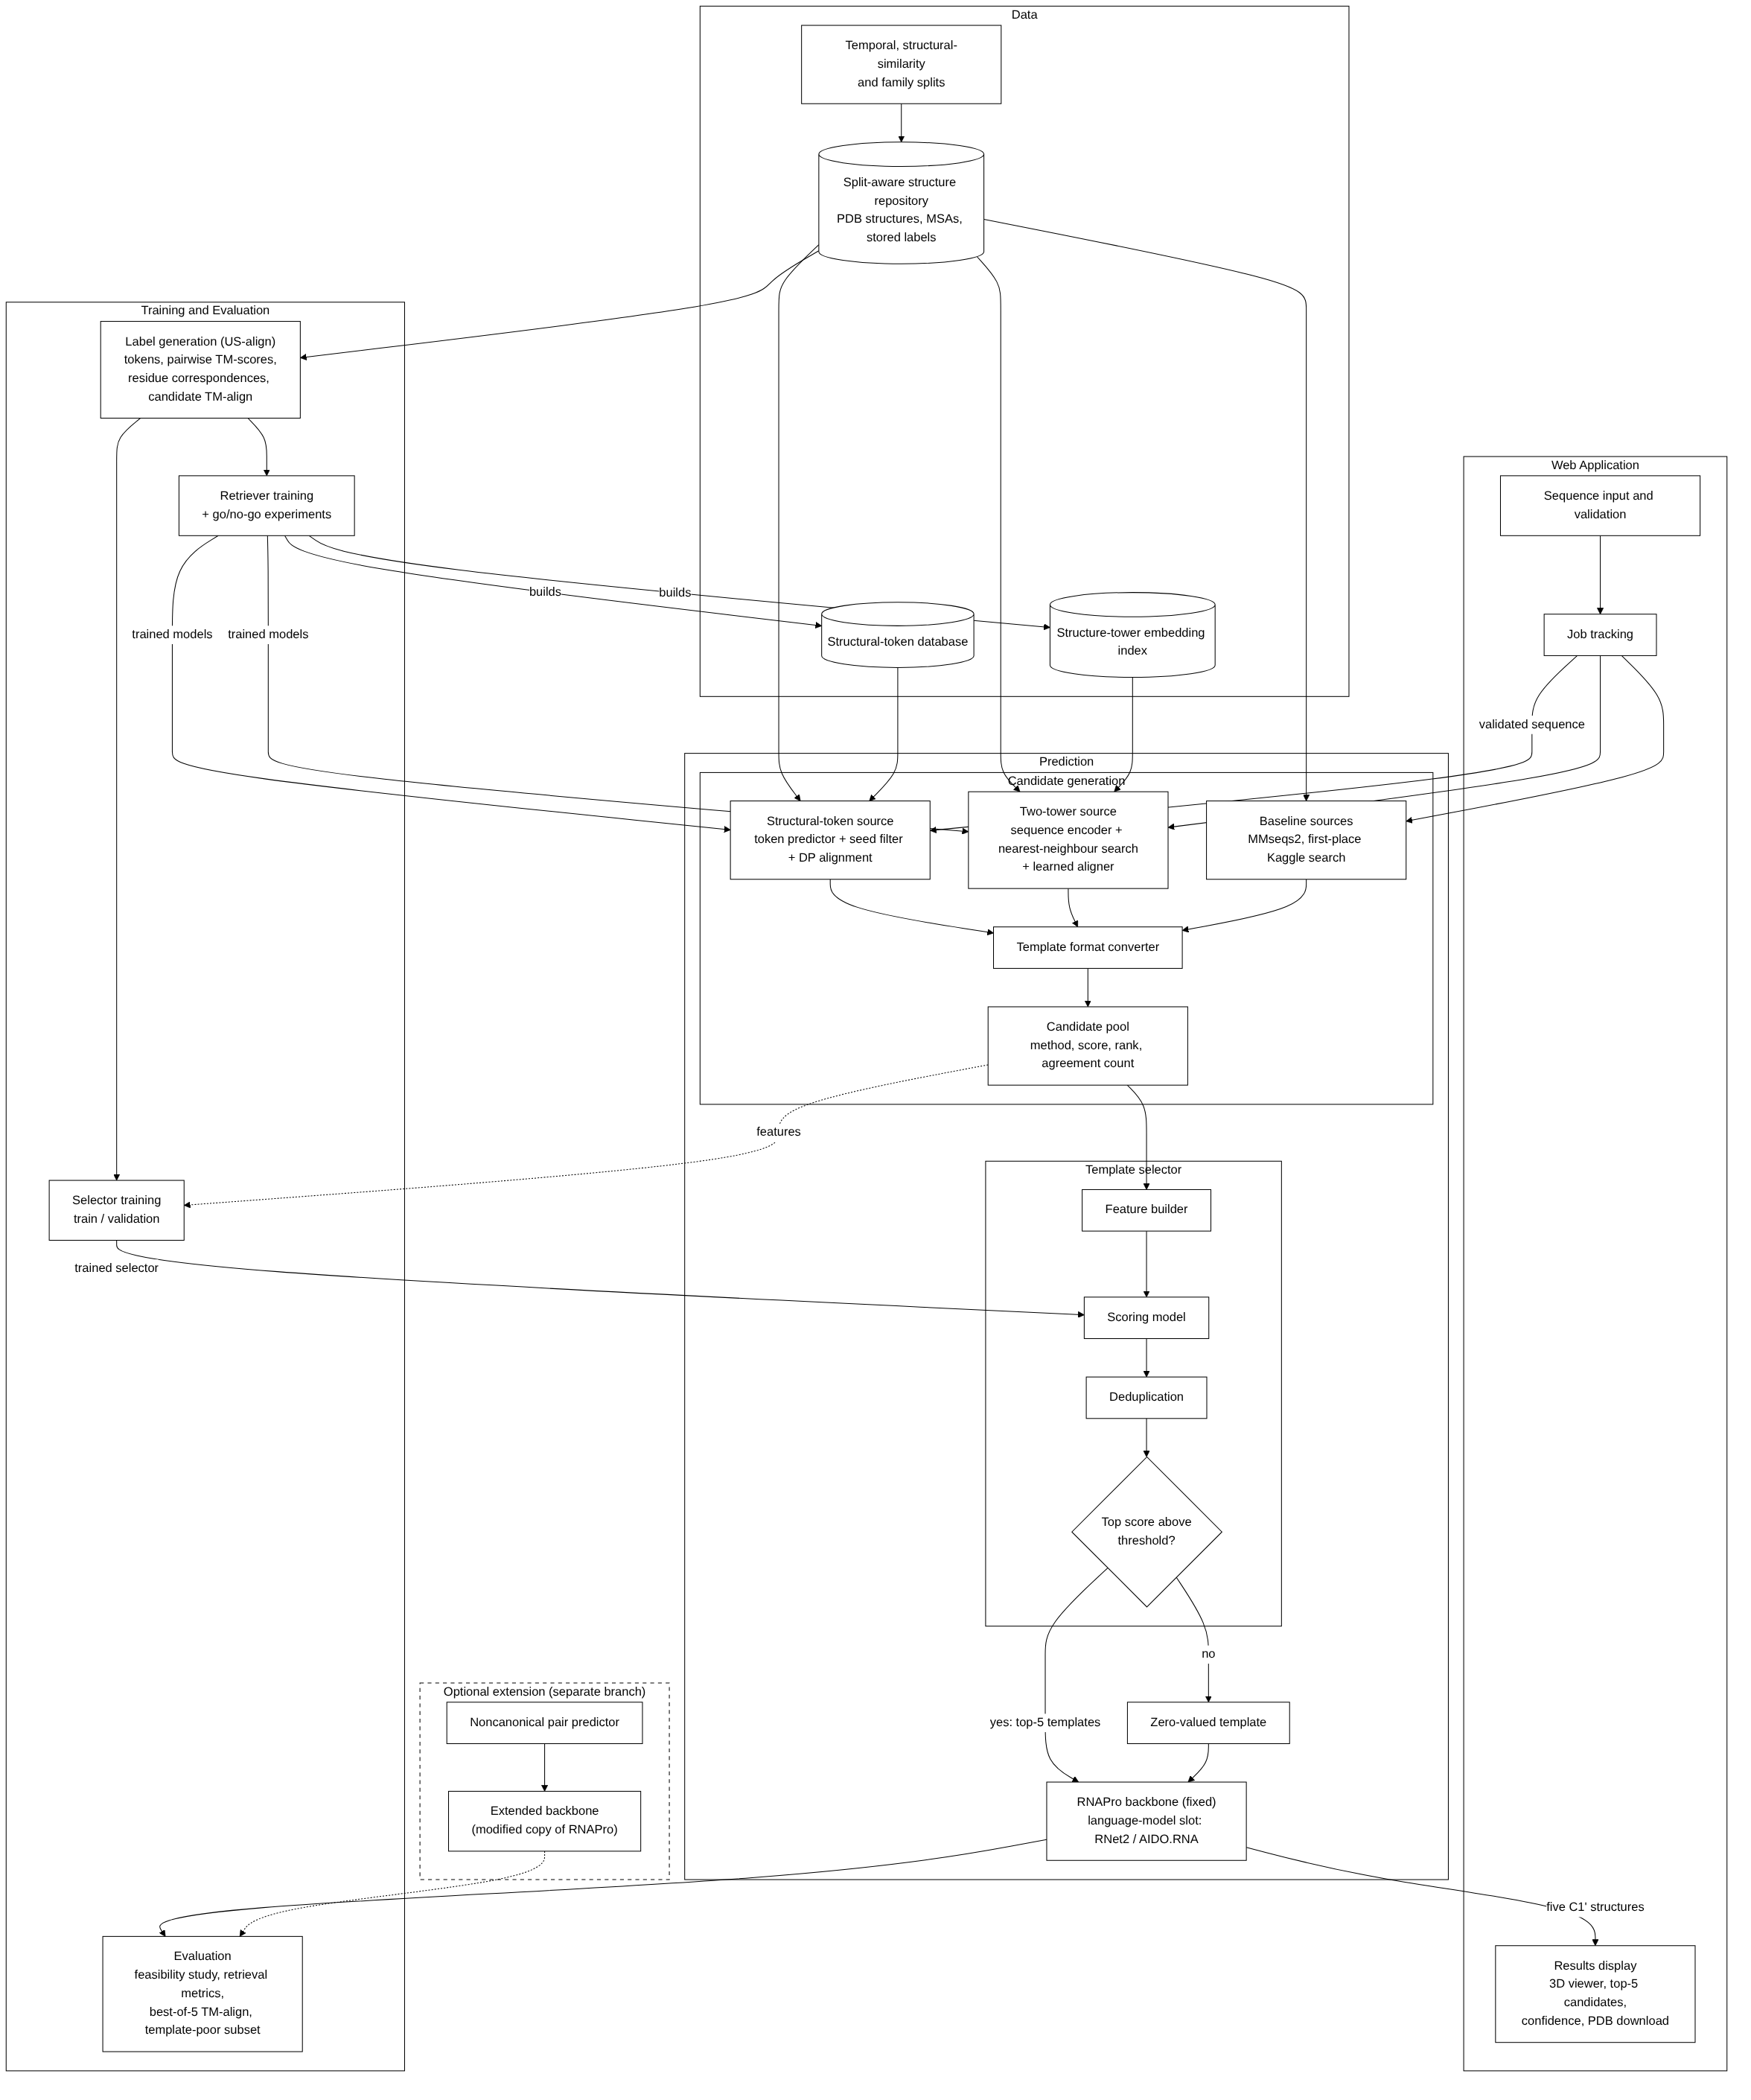 Data
Temporal, structural-
similarity
and family splits
Split-aware structure
repository
PDB structures, MSAs,
stored labels
Training and Evaluation
Label generation (US-align)
tokens, pairwise TM-scores,
residue correspondences,
candidate TM-align
Retriever training
+ go/no-go experiments
Web Application
Sequence input and
validation
builds
builds
trained models
trained models
Structural-token database
Structure-tower embedding
index
Job tracking
validated sequence
Prediction
Candidate generation
Structural-token source
token predictor + seed filter
+ DP alignment
Two-tower source
sequence encoder +
nearest-neighbour search
+ learned aligner
Baseline sources
MMseqs2, first-place
Kaggle search
Template format converter
Candidate pool
method, score, rank,
agreement count
features
Template selector
Selector training
train / validation
Feature builder
trained selector
Scoring model
Deduplication
Top score above
threshold?
no
yes: top-5 templates
Zero-valued template
Optional extension (separate branch)
Noncanonical pair predictor
Extended backbone
(modified copy of RNAPro)
RNAPro backbone (fixed)
language-model slot:
RNet2 / AIDO.RNA
five C1' structures
Evaluation
feasibility study, retrieval
metrics,
best-of-5 TM-align,
template-poor subset
Results display
3D viewer, top-5
candidates,
confidence, PDB download